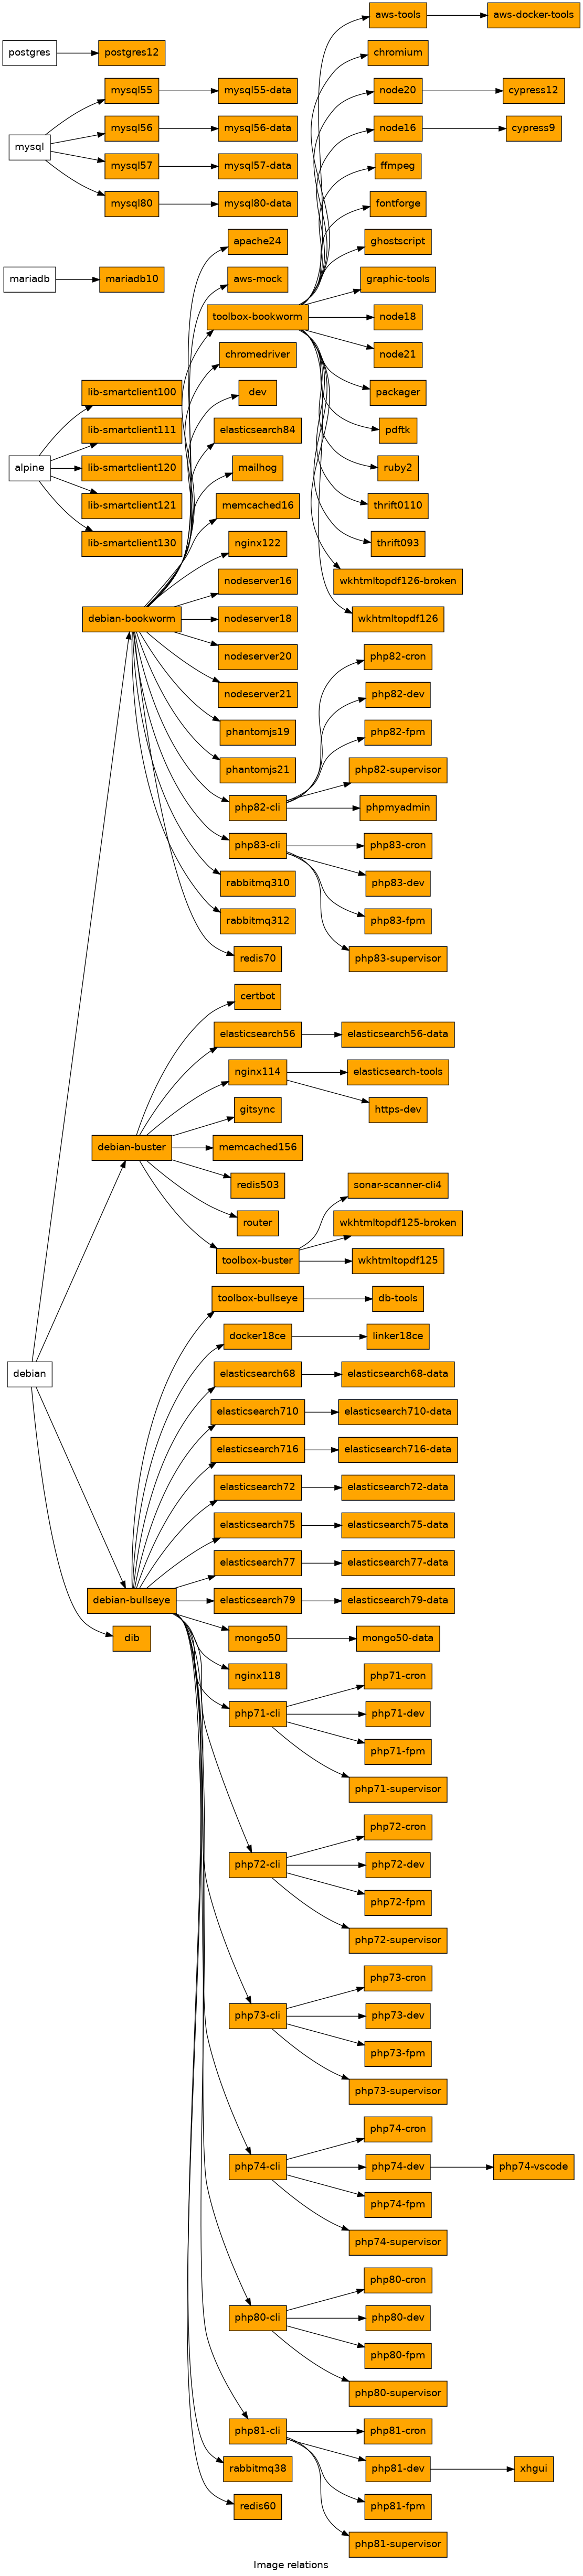 aws-tools
aws-docker-tools
postgres
postgres12
chromium
mysql55
mysql55-data
node20
cypress12
mysql56
mysql56-data
node16
cypress9
mysql
mysql57
mysql57-data
ffmpeg
mysql80
mysql80-data
fontforge
apache24
ghostscript
mariadb
mariadb10
aws-mock
graphic-tools
toolbox-bookworm
node18
chromedriver
node21
lib-smartclient100
dev
packager
lib-smartclient111
elasticsearch84
pdftk
alpine
lib-smartclient120
mailhog
ruby2
lib-smartclient121
memcached16
thrift0110
lib-smartclient130
nginx122
thrift093
nodeserver16
wkhtmltopdf126-broken
debian-bookworm
nodeserver18
wkhtmltopdf126
nodeserver20
php82-cron
nodeserver21
php82-dev
phantomjs19
php82-fpm
phantomjs21
php82-supervisor
php82-cli
phpmyadmin
php83-cli
php83-cron
rabbitmq310
php83-dev
rabbitmq312
php83-fpm
redis70
php83-supervisor
certbot
elasticsearch56
elasticsearch56-data
nginx114
elasticsearch-tools
gitsync
https-dev
debian-buster
memcached156
redis503
sonar-scanner-cli4
router
wkhtmltopdf125-broken
toolbox-buster
wkhtmltopdf125
toolbox-bullseye
db-tools
docker18ce
linker18ce
debian
elasticsearch68
elasticsearch68-data
elasticsearch710
elasticsearch710-data
elasticsearch716
elasticsearch716-data
elasticsearch72
elasticsearch72-data
elasticsearch75
elasticsearch75-data
elasticsearch77
elasticsearch77-data
debian-bullseye
elasticsearch79
elasticsearch79-data
dib
mongo50
mongo50-data
nginx118
php71-cron
php71-cli
php71-dev
php71-fpm
php71-supervisor
php72-cron
php72-cli
php72-dev
php72-fpm
php72-supervisor
php73-cron
php73-cli
php73-dev
php73-fpm
php73-supervisor
php74-cron
php74-cli
php74-dev
php74-vscode
php74-fpm
php74-supervisor
php80-cron
php80-cli
php80-dev
php80-fpm
php80-supervisor
php81-cli
php81-cron
rabbitmq38
php81-dev
xhgui
redis60
php81-fpm
php81-supervisor
Image relations